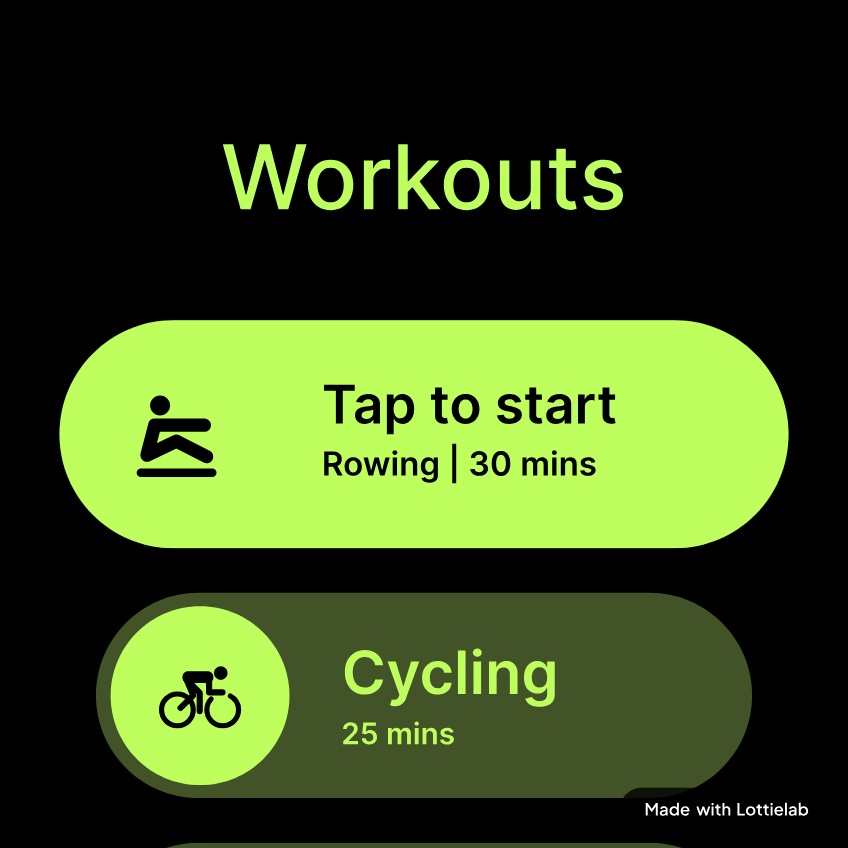 Workouts
Tap to start
Rowing | 30 mins
Cycling
25 mins
Made with Lottielab